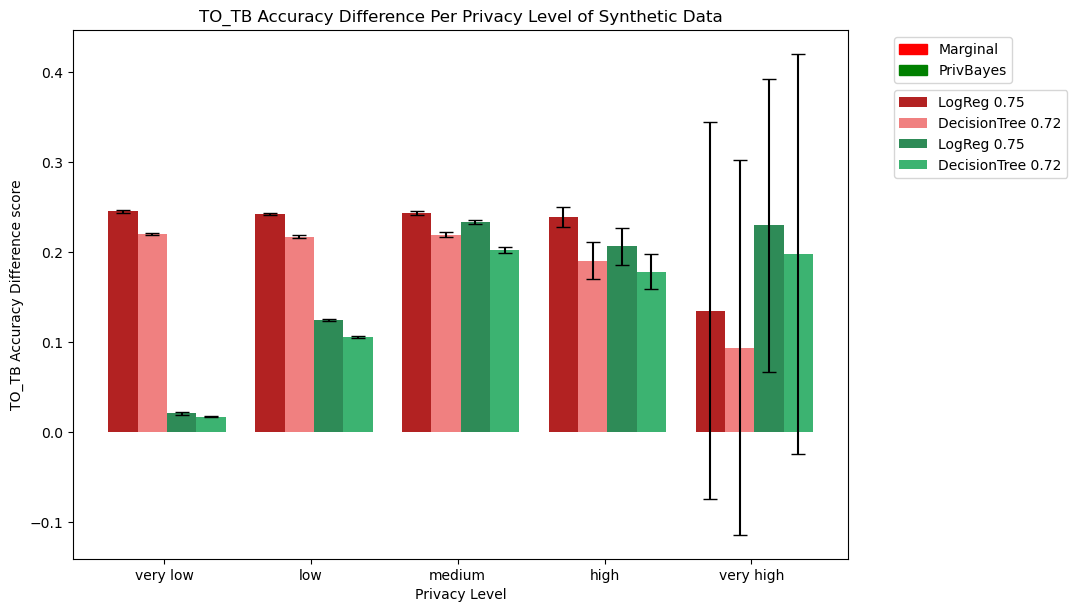 TO_TB Accuracy Difference Per Privacy Level of Synthetic Data
Marginal
PrivBayes
LogReg 0.75
DecisionTree 0.72
LogReg 0.75
DecisionTree 0.72
TO_TB Accuracy Difference score
0.4
0.3
0.2
0.1
0.0
−0.1
very low
low
medium
high
very high
Privacy Level